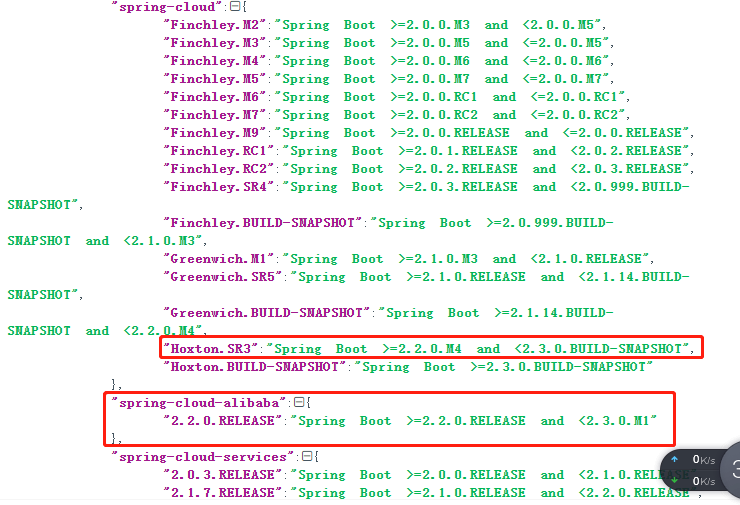 "spring-cloud":{
"Finchley.M2":"Spring Boot >=2.0.0.M3 and <2.0.0.M5",
"Finchley.M3":"Spring Boot >=2.0.0.M5 and <=2.0.0.M5",
"Finchley.M4":"Spring Boot >=2.0.0.M6 and <=2.0.0.M6",
"Finchley.M5":"Spring Boot >=2.0.0.M7 and <=2.0.0.M7",
"Finchley.M6":"Spring Boot >=2.0.0.RC1 and <=2.0.0.RC1",
"Finchley.M7":"Spring Boot >=2.0.0.RC2 and <=2.0.0.RC2",
"Finchley.M9":"Spring Boot >=2.0.0.RELEASE and <=2.0.0.RELEASE",
"Finchley.RC1":"Spring Boot >=2.0.1.RELEASE and <2.0.2.RELEASE",
"Finchley.RC2":"Spring Boot >=2.0.2.RELEASE and <2.0.3.RELEASE",
"Finchley.SR4":"Spring Boot >=2.0.3.RELEASE and <2.0.999.BUILD-
SNAPSHOT",
"Finchley.BUILD-SNAPSHOT":"Spring Boot >=2.0.999.BUILD-
SNAPSHOT and <2.1.0.M3",
"Greenwich.M1":"Spring Boot >=2.1.0.M3 and <2.1.0.RELEASE",
"Greenwich.SR5":"Spring Boot >=2.1.0.RELEASE and <2.1.14.BUILD-
SNAPSHOT",
"Greenwich.BUILD-SNAPSHOT":"Spring Boot >=2.1.14.BUILD-
SNAPSHOT and <2.2.0.M4",
"Hoxton.SR3":"Spring Boot >=2.2.0.M4 and <2.3.0.BUILD-SNAPSHOT",
"Hoxton.BUILD-SNAPSHOT":"Spring Boot >=2.3.0.BUILD-SNAPSHOT"
},
"spring-cloud-alibaba":{
"2.2.0.RELEASE":"Spring Boot >=2.2.0.RELEASE and <2.3.0.M1"
},
"spring-cloud-services":{
"2.0.3.RELEASE":"Spring Boot >=2.0.0.RELEASE and <2.1.0.RELEASE",
"2.1.7.RELEASE":"Spring Boot >=2.1.0.RELEASE and <2.2.0.RELEASE",
0K/s
0K/s